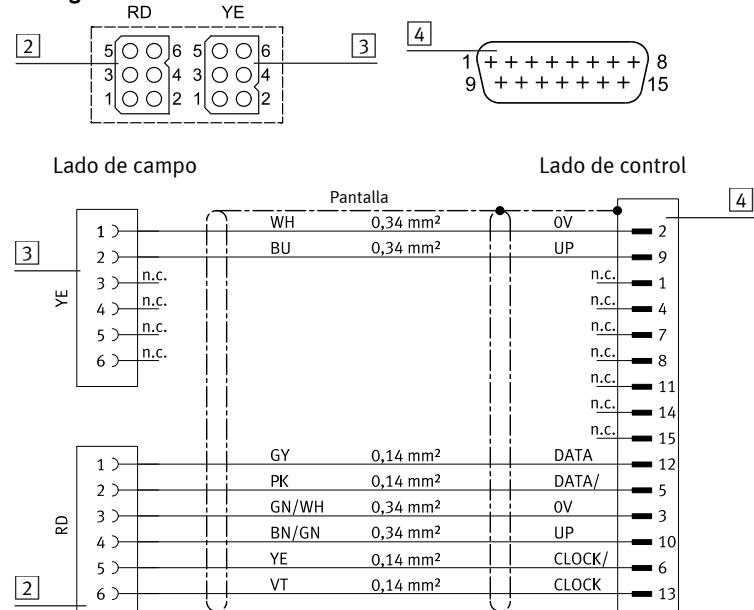 RD YE
2 5 6 5 6 3 4
3 4 3 4 1 8
1 2 1 2 9 15
Lado de campo Lado de control
Pantalla 4
1 WH 0,34 mm² 0V 2
3 2 BU 0,34 mm² UP 9
YE 3 n.c. n.c. 1
4 n.c. n.c. 4
5 n.c. n.c. 7
6 n.c. n.c. 8
n.c. 11
n.c. 14
n.c. 15
1 GY 0,14 mm² DATA 12
2 PK 0,14 mm² DATA/ 5
RD 3 GN/WH 0,34 mm² 0V 3
4 BN/GN 0,34 mm² UP 10
5 YE 0,14 mm² CLOCK/ 6
2 6 VT 0,14 mm² CLOCK 13